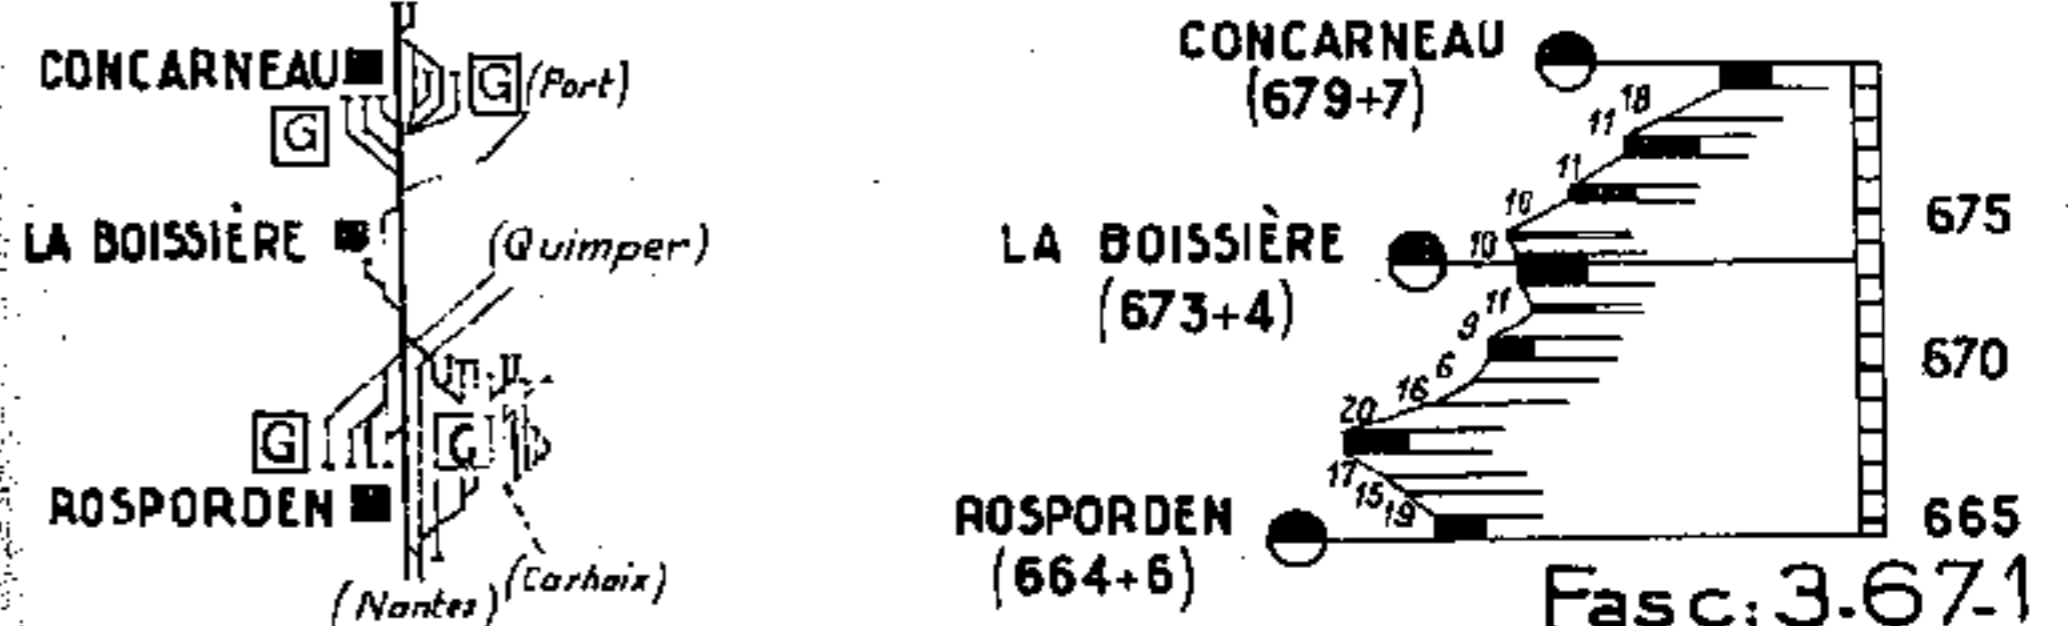 CONCARNEAU
G
(Port)
G
LA BOISSIÈRE
(Quimper)
G
G
ROSPORDEN
(Nantes)
(Carhaix)
CONCARNEAU
(679+7)
18
11
11
10
10
LA BOISSIÈRE
(673+4)
11
9
6
16
20
17
15
19
ROSPORDEN
(664+6)
675
670
665
Fasc: 3.67-1